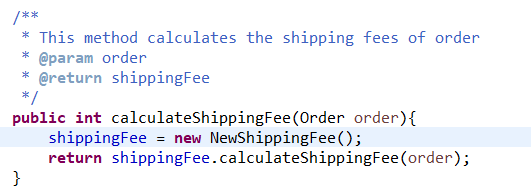 /**
 * This method calculates the shipping fees of order
 * @param order
 * @return shippingFee
 */
public int calculateShippingFee(Order order){
    shippingFee = new NewShippingFee();
    return shippingFee.calculateShippingFee(order);
}